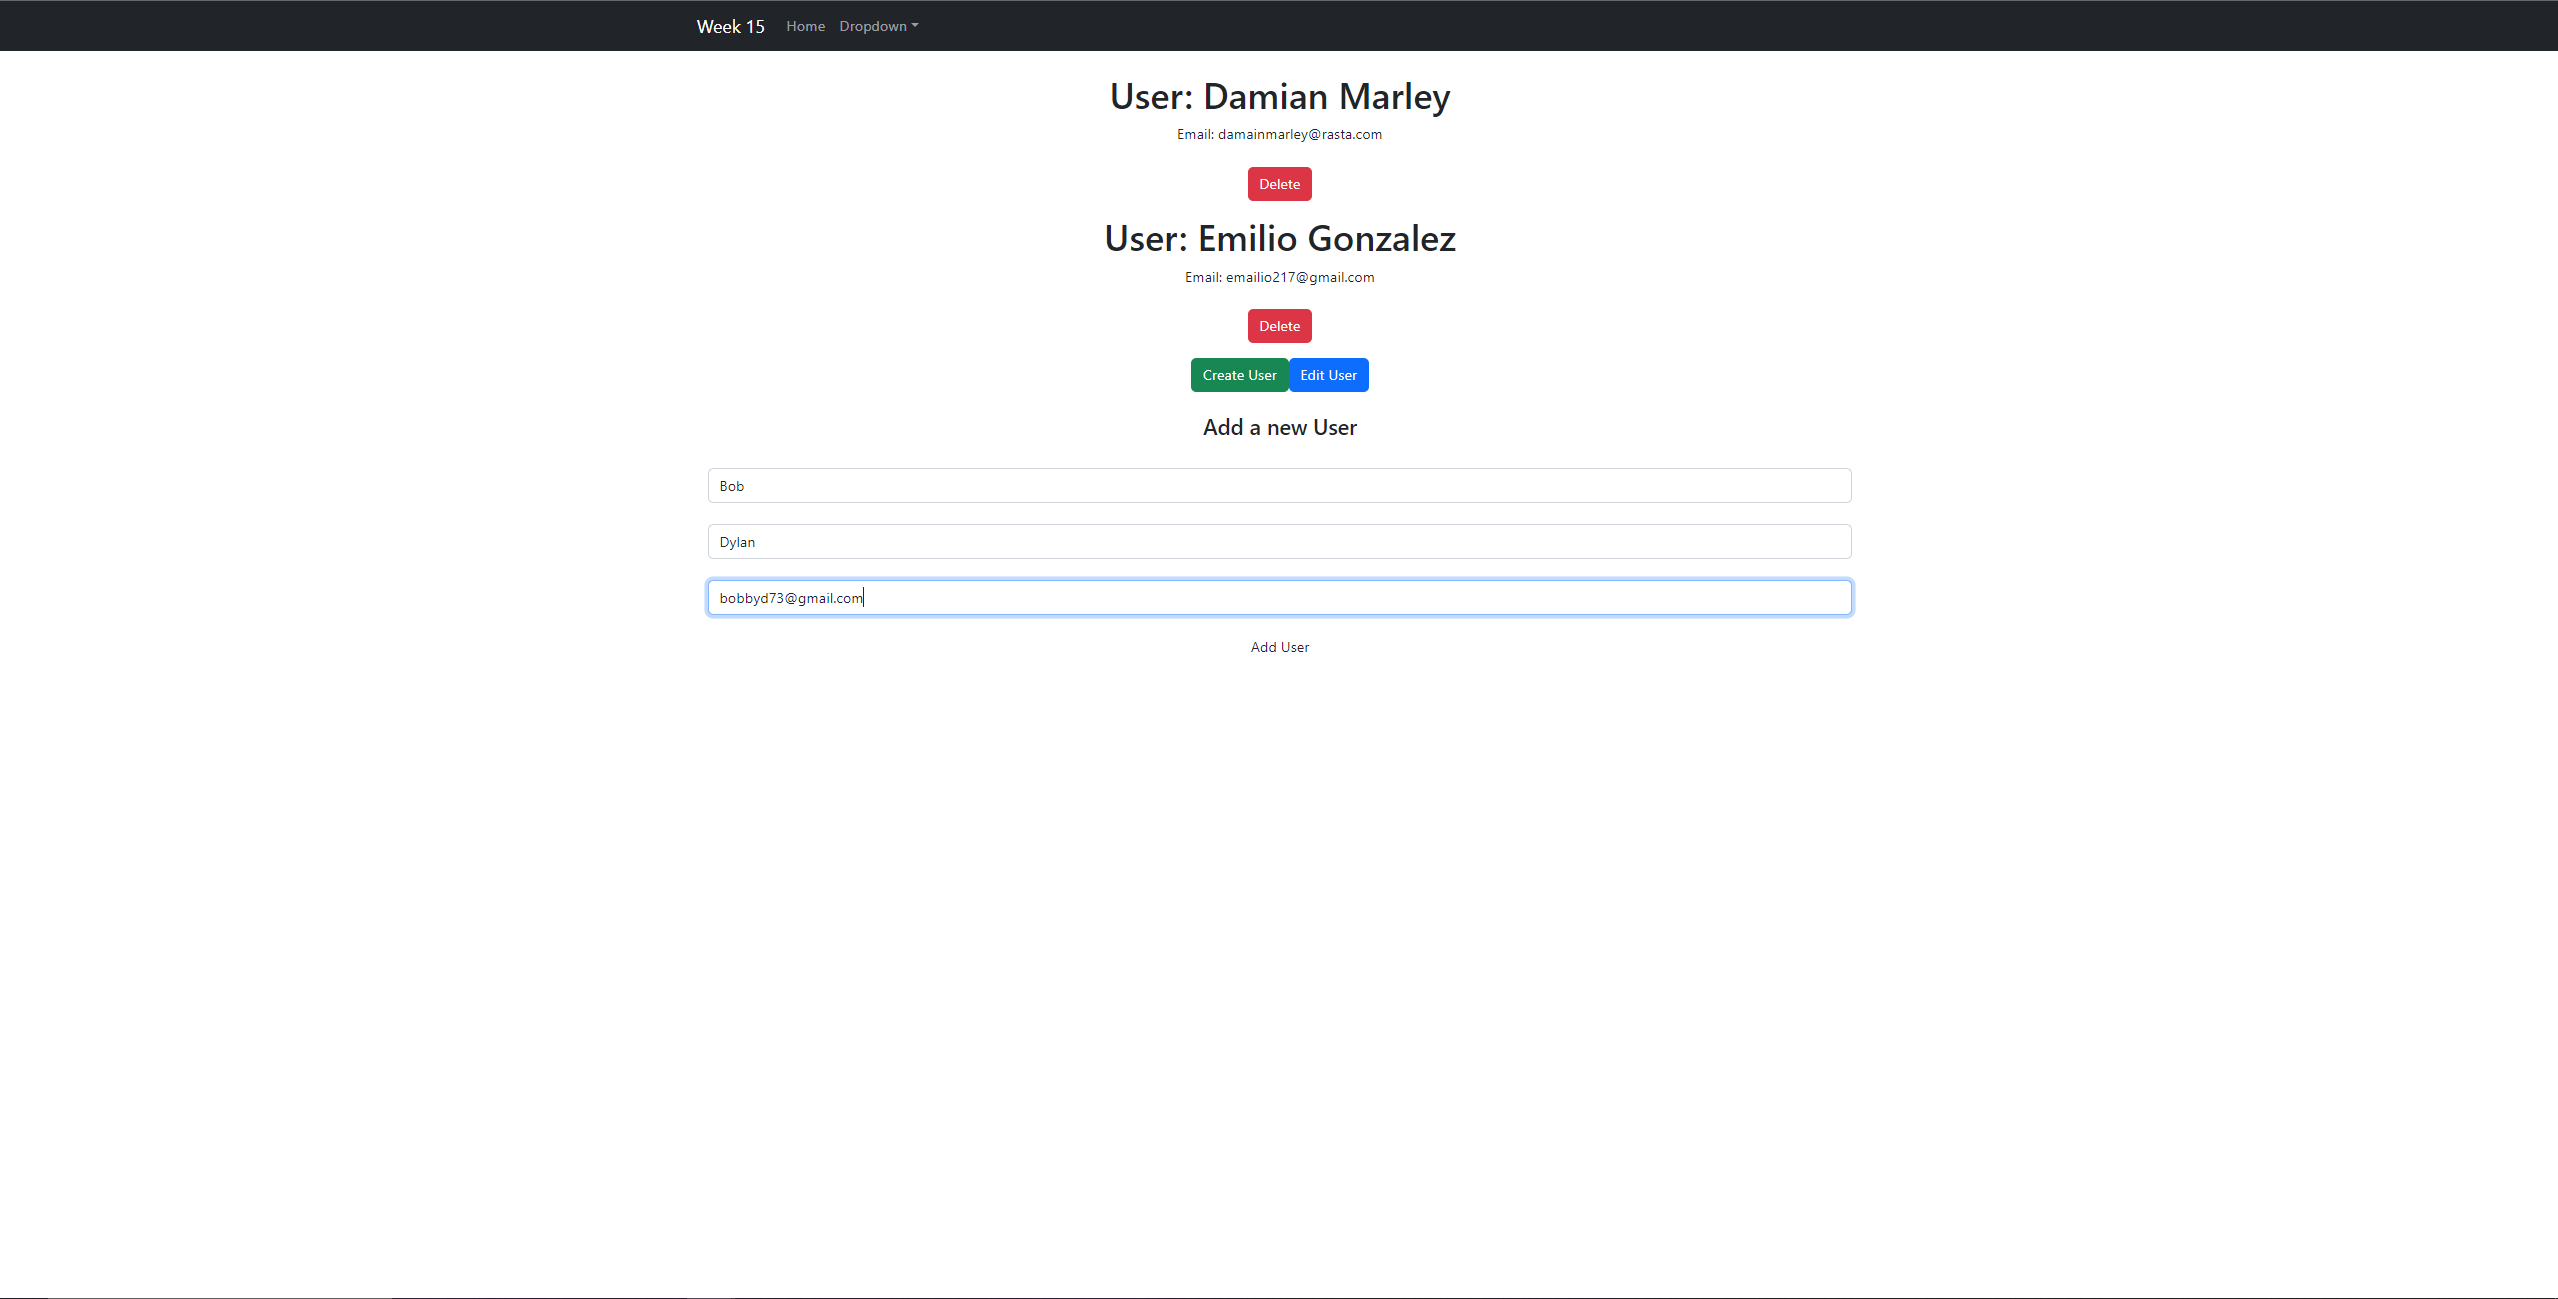 Week 15 Home Dropdown
User: Damian Marley
Email: damainmarley@rasta.com
Delete
User: Emilio Gonzalez
Email: emailio217@gmail.com
Delete
Create User Edit User
Add a new User
Bob
Dylan
bobbyd73@gmail.com
Add User